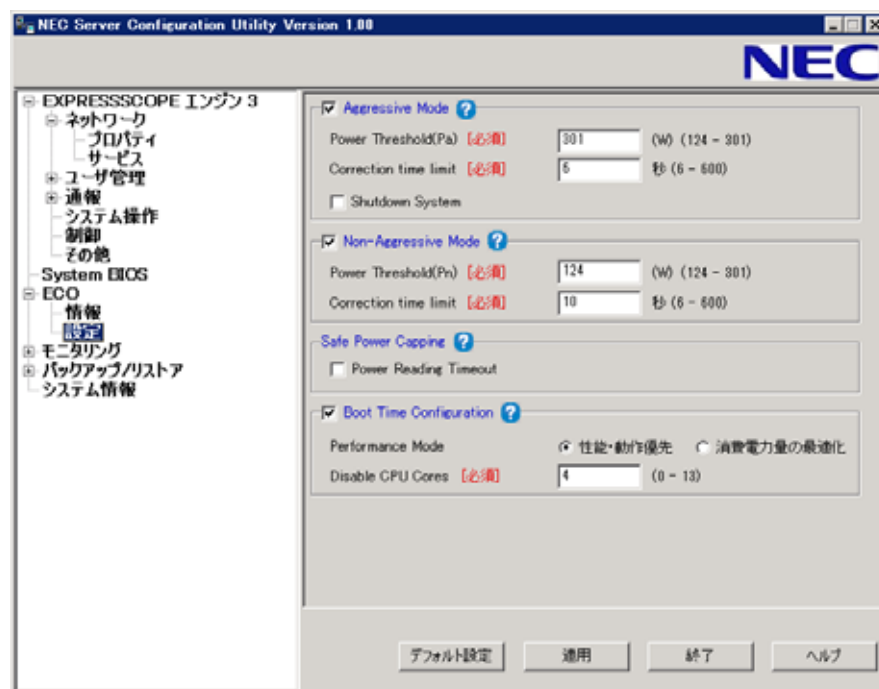 NEC Server Configuration Utility Version 1.00
NEC
EXPRESSSCOPE エンジン 3
ネットワーク
プロパティ
サービス
ユーザ管理
通報
システム操作
制御
その他
System BIOS
ECO
情報
設定
モニタリング
バックアップ/リストア
システム情報
Aggressive Mode ?
Power Threshold(Pa) [必須] 301 (W) (124 - 301)
Correction time limit [必須] 6 秒 (6 - 600)
Shutdown System
Non-Aggressive Mode ?
Power Threshold(Pn) [必須] 124 (W) (124 - 301)
Correction time limit [必須] 10 秒 (6 - 600)
Safe Power Capping ?
Power Reading Timeout
Boot Time Configuration ?
Performance Mode 性能・動作優先 消費電力量の最適化
Disable CPU Cores [必須] 4 (0 - 13)
デフォルト設定 適用 終了 ヘルプ